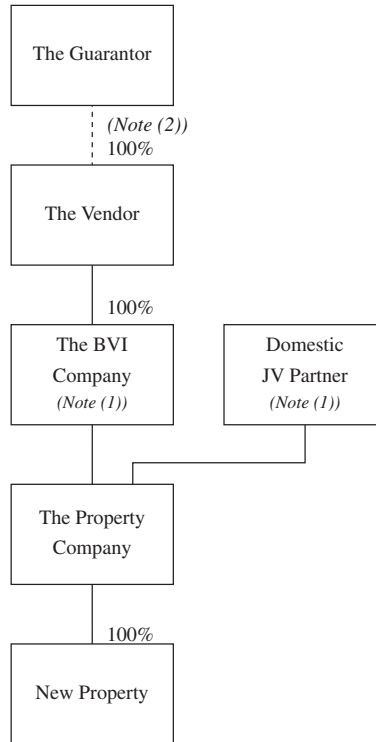 The Guarantor
(Note (2))
100%
The Vendor
100%
The BVI
Company
(Note (1))
Domestic
JV Partner
(Note (1))
The Property
Company
100%
New Property